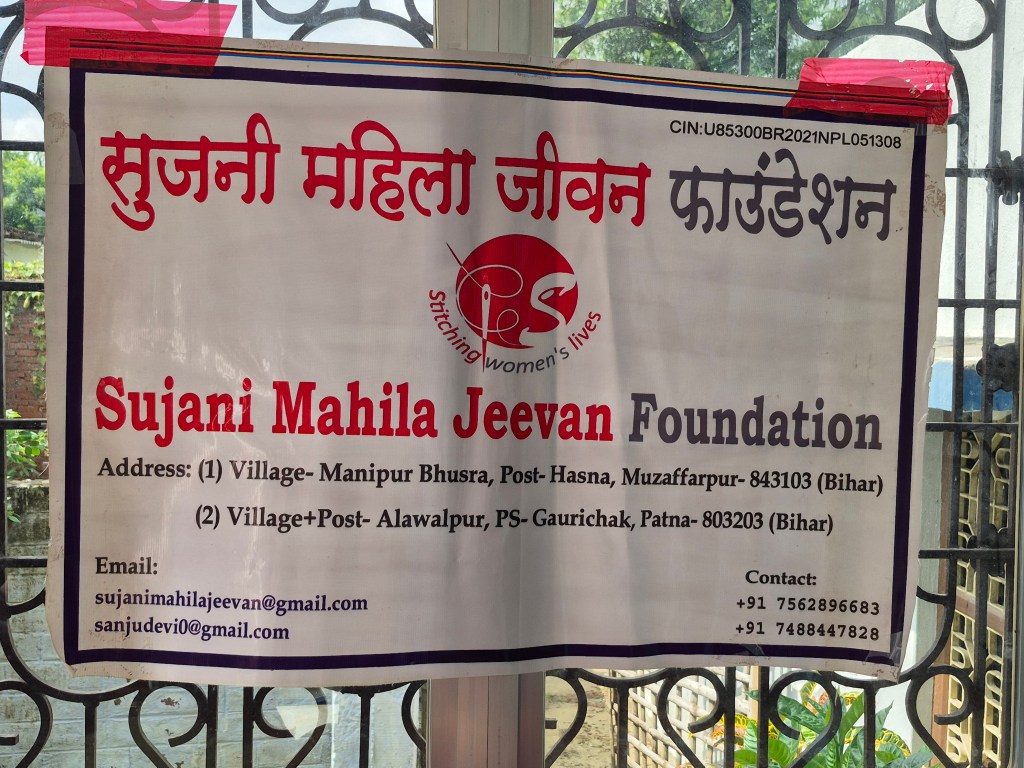 CIN:U85300BR2021NPL051308
सुजनी महिला जीवन फाउंडेशन
PS
Stitching women's lives
Sujani Mahila Jeevan Foundation
Address: (1) Village- Manipur Bhusra, Post- Hasna, Muzaffarpur- 843103 (Bihar)
(2) Village+Post- Alawalpur, PS- Gaurichak, Patna- 803203 (Bihar)
Email:
sujanimahilajeevan@gmail.com
sanjudevi0@gmail.com
Contact:
+91 7562896683
+91 7488447828